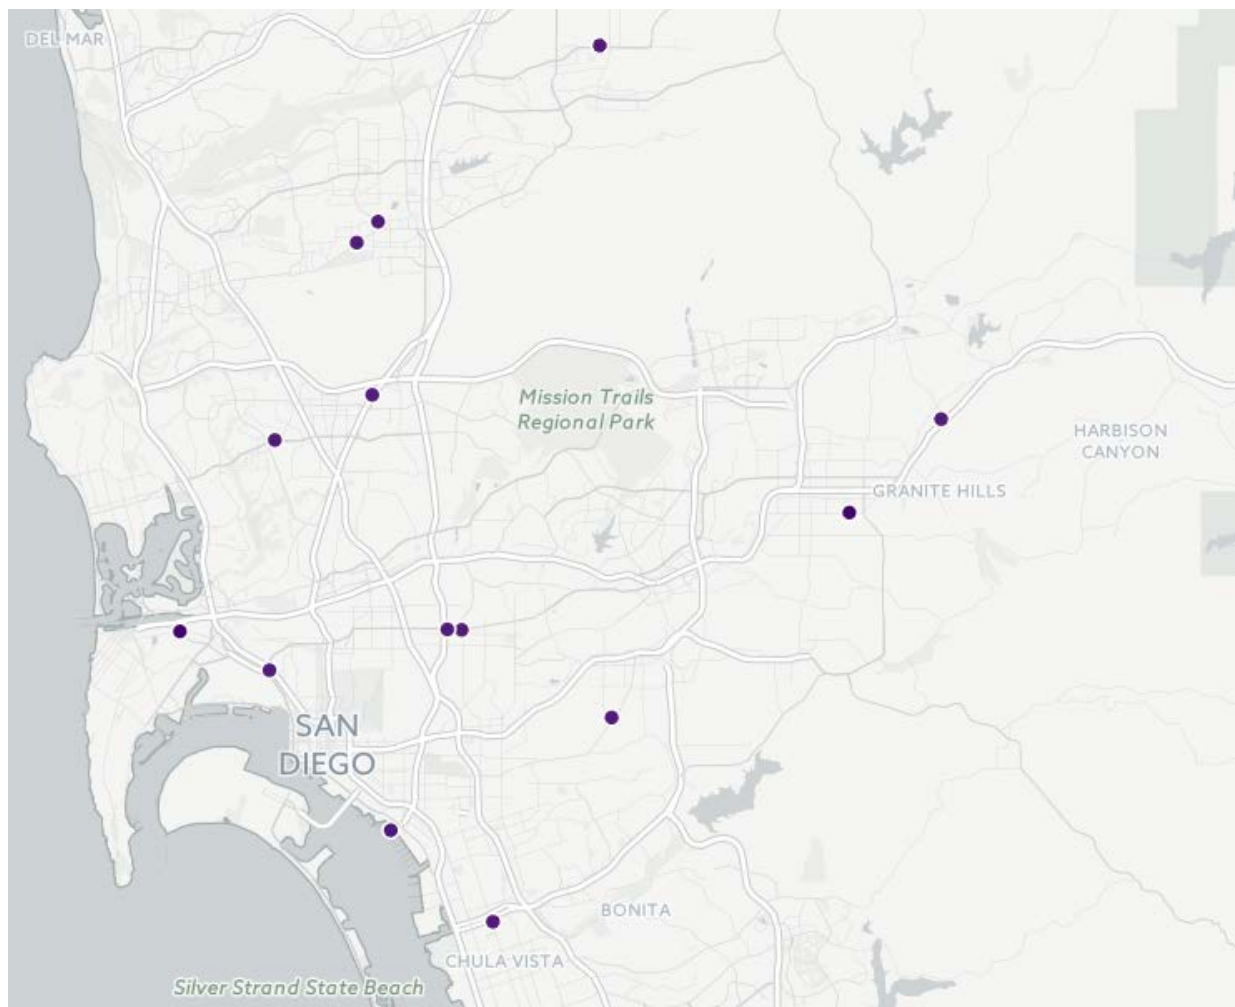 DEL MAR
Mission Trails
Regional Park
HARBISON
CANYON
GRANITE HILLS
SAN
DIEGO
BONITA
CHULA VISTA
Silver Strand State Beach